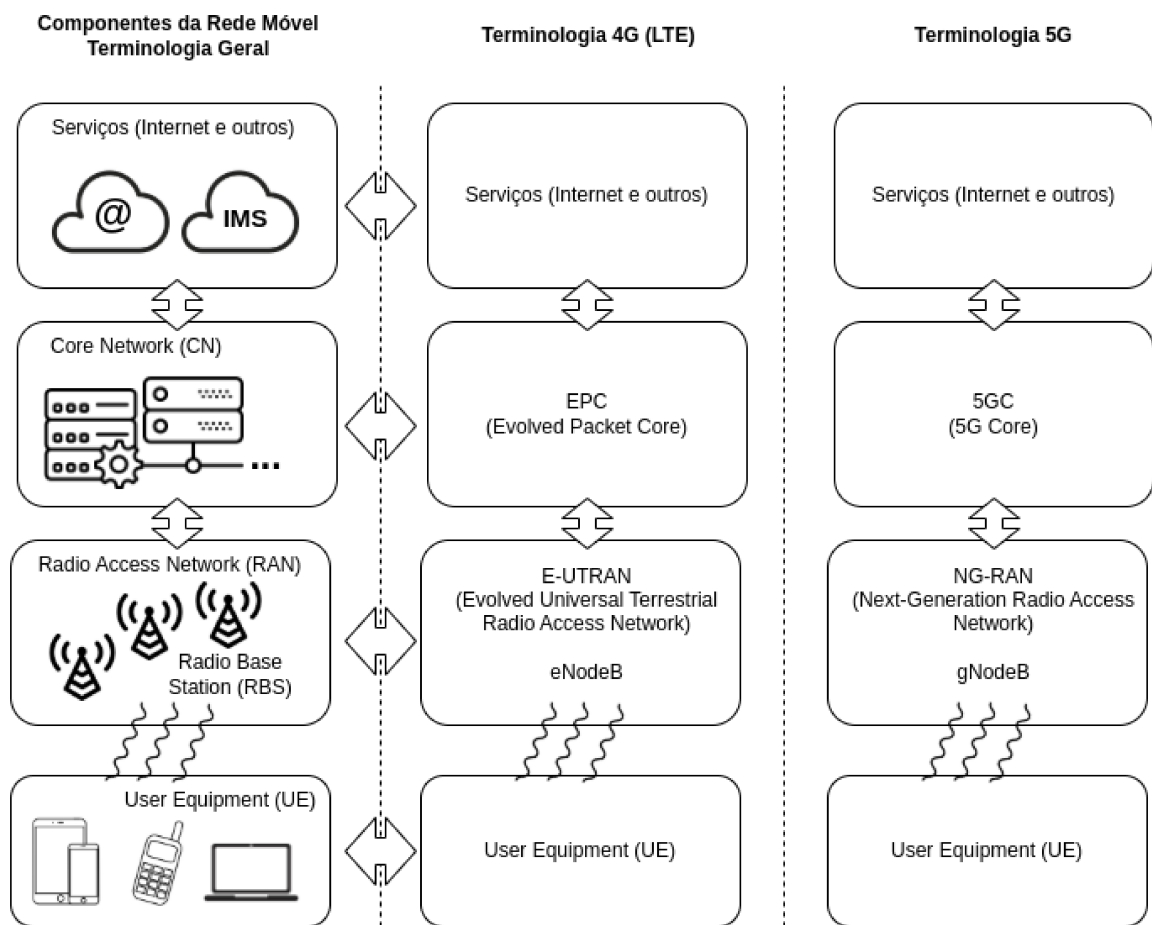 Componentes da Rede Móvel
Terminologia Geral
Terminologia 4G (LTE)
Terminologia 5G
Serviços (Internet e outros)
@
IMS
Serviços (Internet e outros)
Serviços (Internet e outros)
Core Network (CN)
...
EPC
(Evolved Packet Core)
5GC
(5G Core)
Radio Access Network (RAN)
Radio Base
Station (RBS)
E-UTRAN
(Evolved Universal Terrestrial
Radio Access Network)
eNodeB
NG-RAN
(Next-Generation Radio Access
Network)
gNodeB
User Equipment (UE)
User Equipment (UE)
User Equipment (UE)